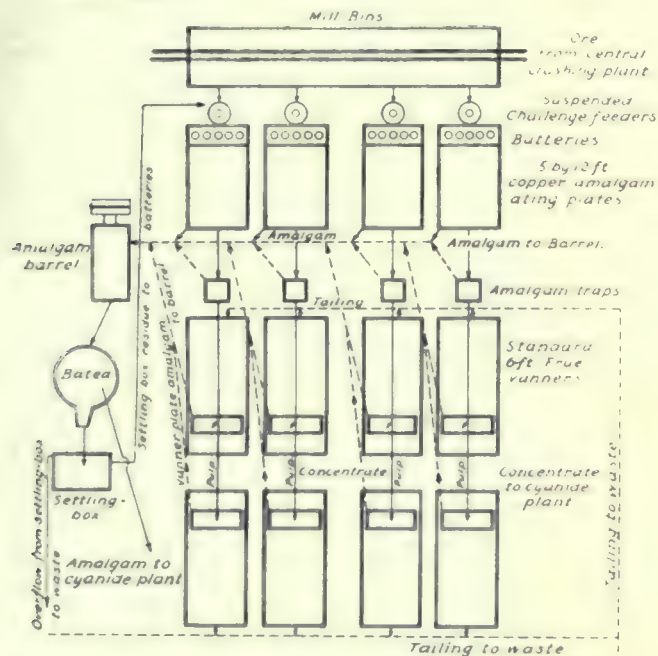 Mill Bins
Ore
from central
crushing plant
Suspended
Challenge feeders
Batteries
5 by 12 ft
copper amalgam
ating plates
Amalgam
Amalgam to Barrel.
Amalgam
barrel
Amalgam traps
Tailing
Standard
6-ft Frue
vanners
Settling box residue to batteries
vanner plate amalgam
to barrel
Batea
Pulp
Concentrate
Pulp
Pulp
Concentrate
to cyanide
plant
Settling-
box
Amalgam to
cyanide plant
Overflow from settling-box
to waste
Tailing to waste
Tailing to waste